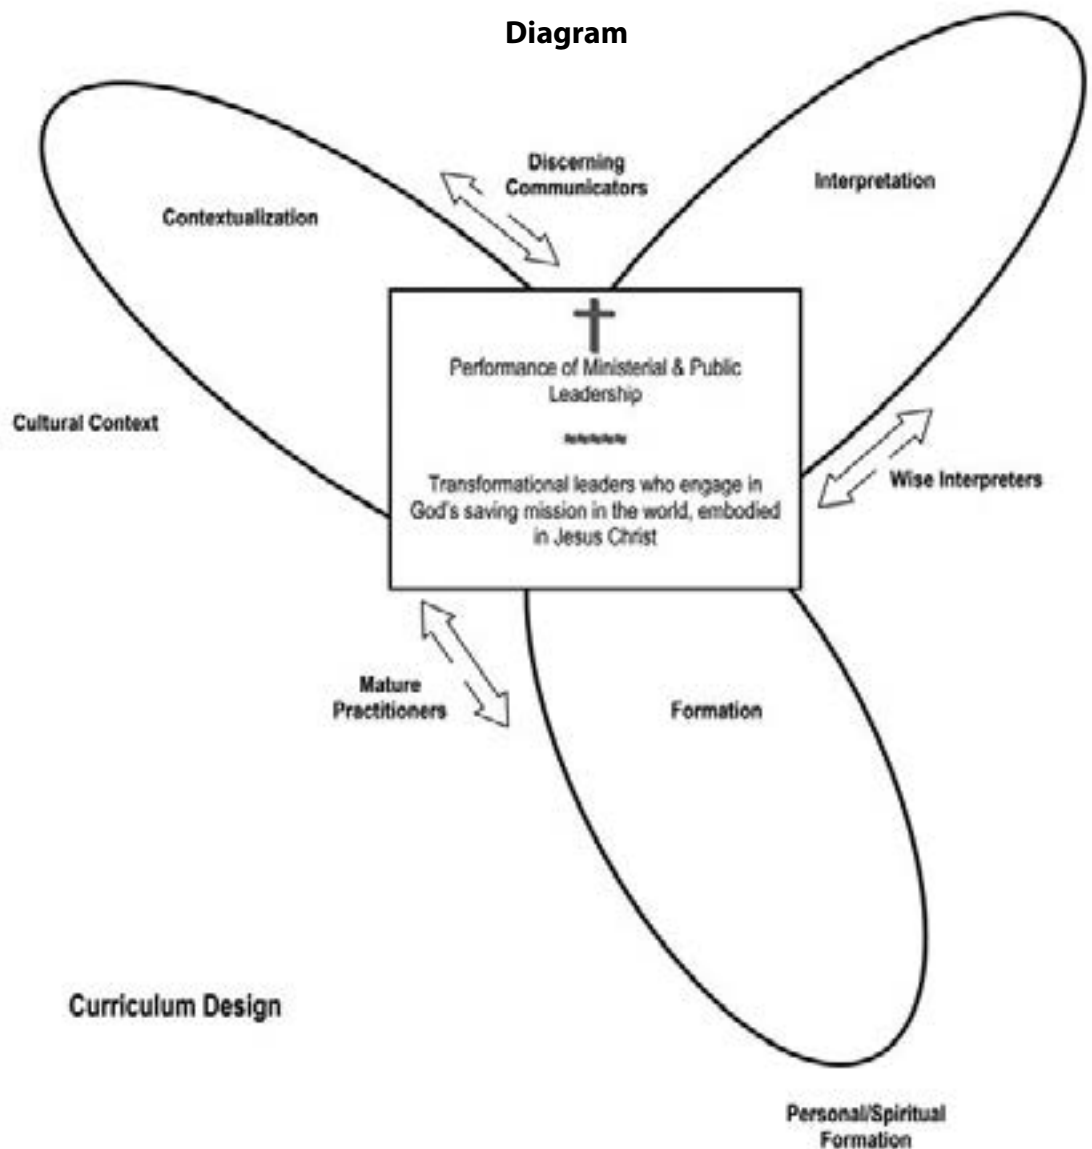 Diagram
Discerning
Communicators
Interpretation
Contextualization
Performance of Ministerial & Public
Leadership
Cultural Context
Transformational leaders who engage in
God's saving mission in the world, embodied
in Jesus Christ
Wise Interpreters
Mature
Practitioners
Formation
Curriculum Design
Personal/Spiritual
Formation